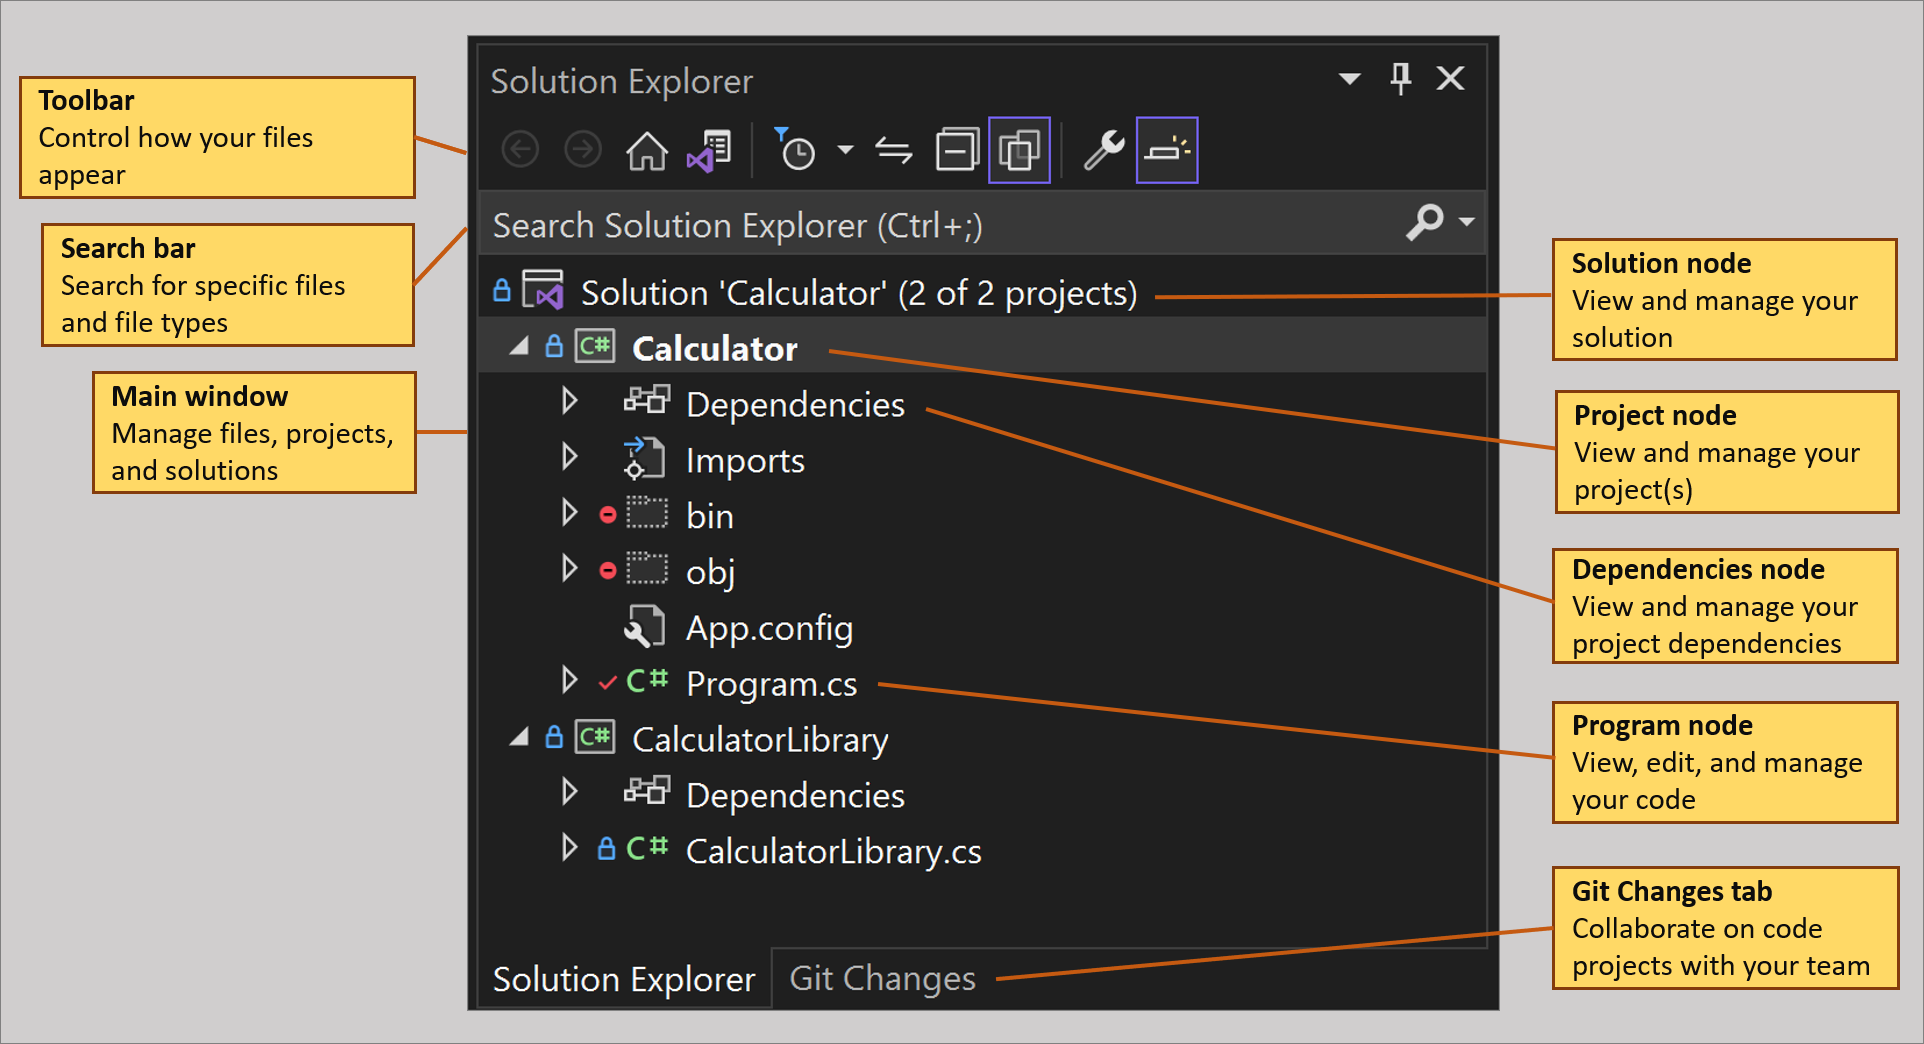 Toolbar
Control how your files
appear
Search bar
Search for specific files
and file types
Main window
Manage files, projects,
and solutions
Solution Explorer
Search Solution Explorer (Ctrl+;)
Solution 'Calculator' (2 of 2 projects)
C# Calculator
Dependencies
Imports
bin
obj
App.config
C# Program.cs
C# CalculatorLibrary
Dependencies
C# CalculatorLibrary.cs
Solution Explorer
Git Changes
Solution node
View and manage your
solution
Project node
View and manage your
project(s)
Dependencies node
View and manage your
project dependencies
Program node
View, edit, and manage
your code
Git Changes tab
Collaborate on code
projects with your team